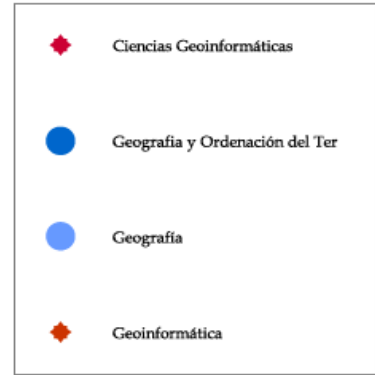 Ciencias Geoinformáticas
Geografia y Ordenación del Ter
Geografía
Geoinformática